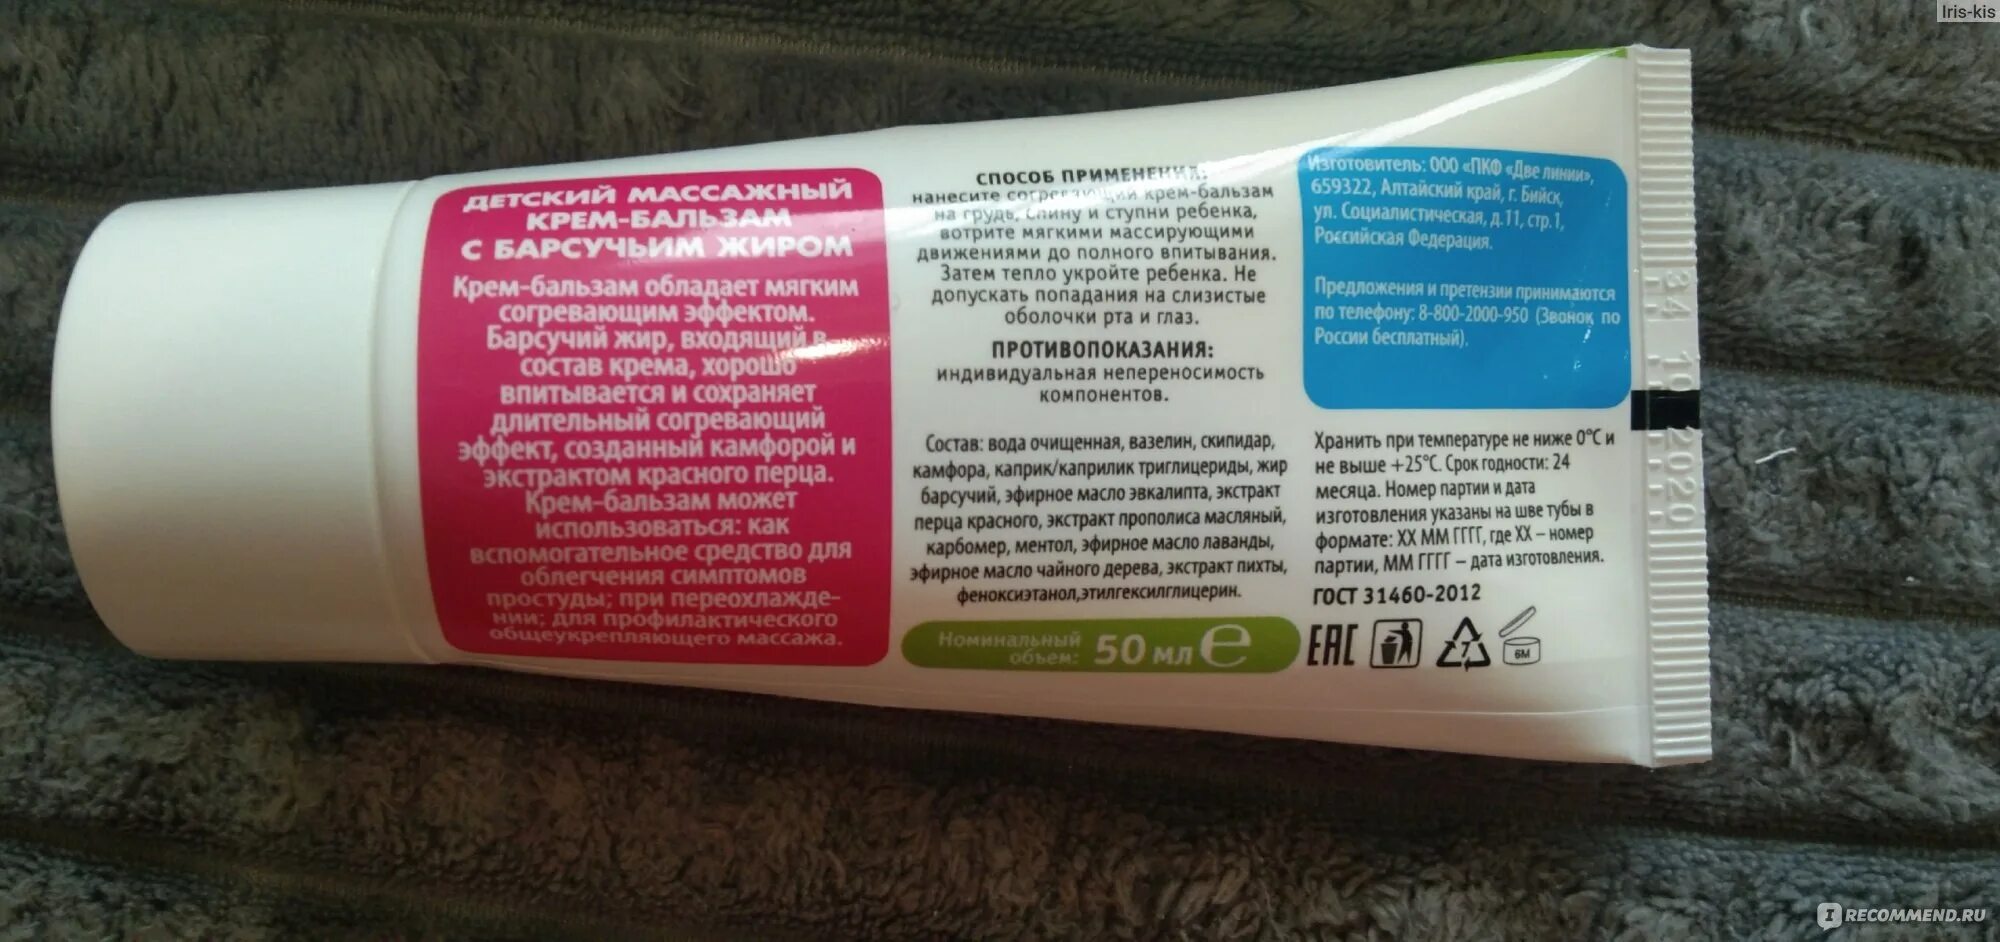 Iris-kis
ДЕТСКИЙ МАССАЖНЫЙ
КРЕМ-БАЛЬЗАМ
С БАРСУЧЬИМ ЖИРОМ
Крем-бальзам обладает мягким
согревающим эффектом.
Барсучий жир, входящий в
состав крема, хорошо
впитывается и сохраняет
длительный согревающий
эффект, созданный камфорой и
экстрактом красного перца.
Крем-бальзам может
использоваться: как
вспомогательное средство для
облегчения симптомов
простуды; при переохлажде-
нии; для профилактического
общеукрепляющего массажа.
СПОСОБ ПРИМЕНЕНИЯ:
нанесите согревающий крем-бальзам
на грудь, спину и ступни ребенка,
вотрите мягкими массирующими
движениями до полного впитывания.
Затем тепло укройте ребенка. Не
допускать попадания на слизистые
оболочки рта и глаз.
ПРОТИВОПОКАЗАНИЯ:
индивидуальная непереносимость
компонентов.
Состав: вода очищенная, вазелин, скипидар,
камфора, каприк/каприлик триглицериды, жир
барсучий, эфирное масло эвкалипта, экстракт
перца красного, экстракт прополиса масляный,
карбомер, ментол, эфирное масло лаванды,
эфирное масло чайного дерева, экстракт пихты,
феноксиэтанол,этилгексилглицерин.
Номинальный
объем: 50 мл e
Изготовитель: ООО «ПКФ «Две линии»,
659322, Алтайский край, г. Бийск,
ул. Социалистическая, д.11, стр.1,
Российская Федерация.
Предложения и претензии принимаются
по телефону: 8-800-2000-950 (Звонок по
России бесплатный).
Хранить при температуре не ниже 0°С и
не выше +25°С. Срок годности: 24
месяца. Номер партии и дата
изготовления указаны на шве тубы в
формате: XX ММ ГГГГ, где XX – номер
партии, ММ ГГГГ – дата изготовления.
ГОСТ 31460-2012
EAC
7
6M
34 10 2020
IRECOMMEND.RU